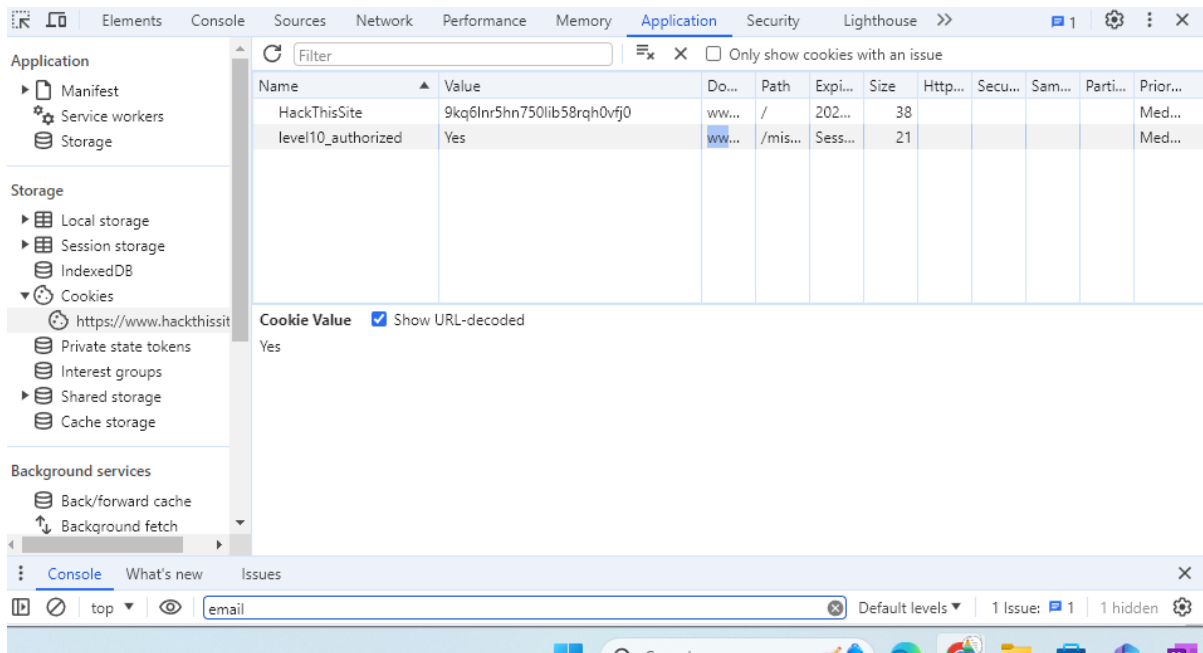 Elements Console Sources Network Performance Memory Application Security Lighthouse 1
Application
Manifest
Service workers
Storage
Storage
Local storage
Session storage
IndexedDB
Cookies
https://www.hackthissit
Private state tokens
Interest groups
Shared storage
Cache storage
Background services
Back/forward cache
Background fetch
Filter Only show cookies with an issue
Name Value Do... Path Expi... Size Http... Secu... Sam... Parti... Prior...
HackThisSite ww... / 202... 38 Med...
level10_authorized Yes ww... /mis... Sess... 21 Med...
Cookie Value Show URL-decoded
Yes
Console What's new Issues
top email Default levels 1 Issue: 1 1 hidden